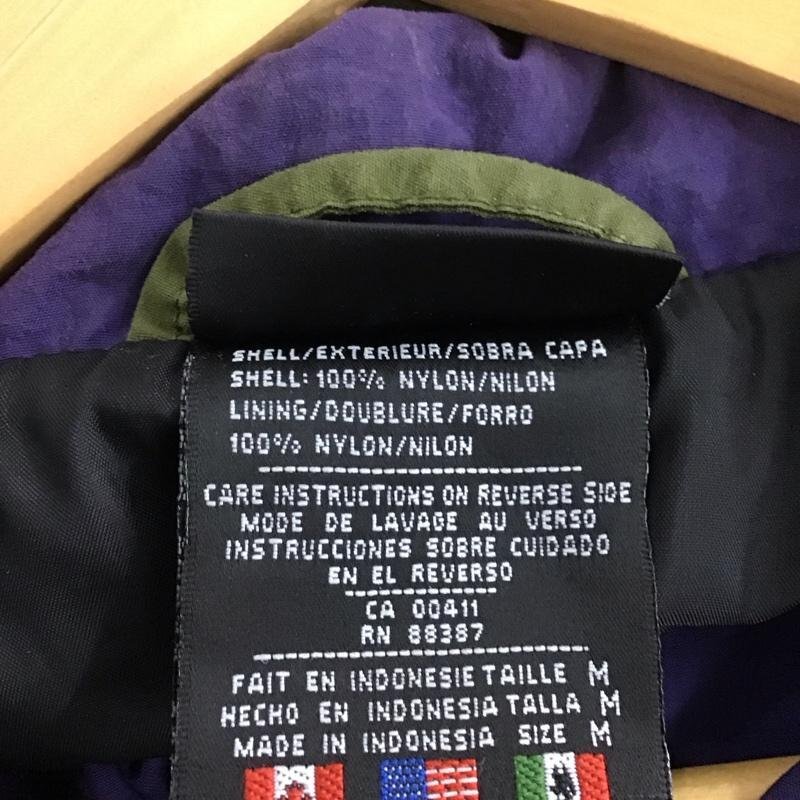 SHELL/EXTERIEUR/SOBRA CAPA
SHELL: 100% NYLON/NILON
LINING/DOUBLURE/FORRO
100% NYLON/NILON
CARE INSTRUCTIONS ON REVERSE SIDE
MODE DE LAVAGE AU VERSO
INSTRUCCIONES SOBRE CUIDADO
EN EL REVERSO
CA 00411
RN 88387
FAIT EN INDONESIE TAILLE M
HECHO EN INDONESIA TALLA M
MADE IN INDONESIA SIZE M